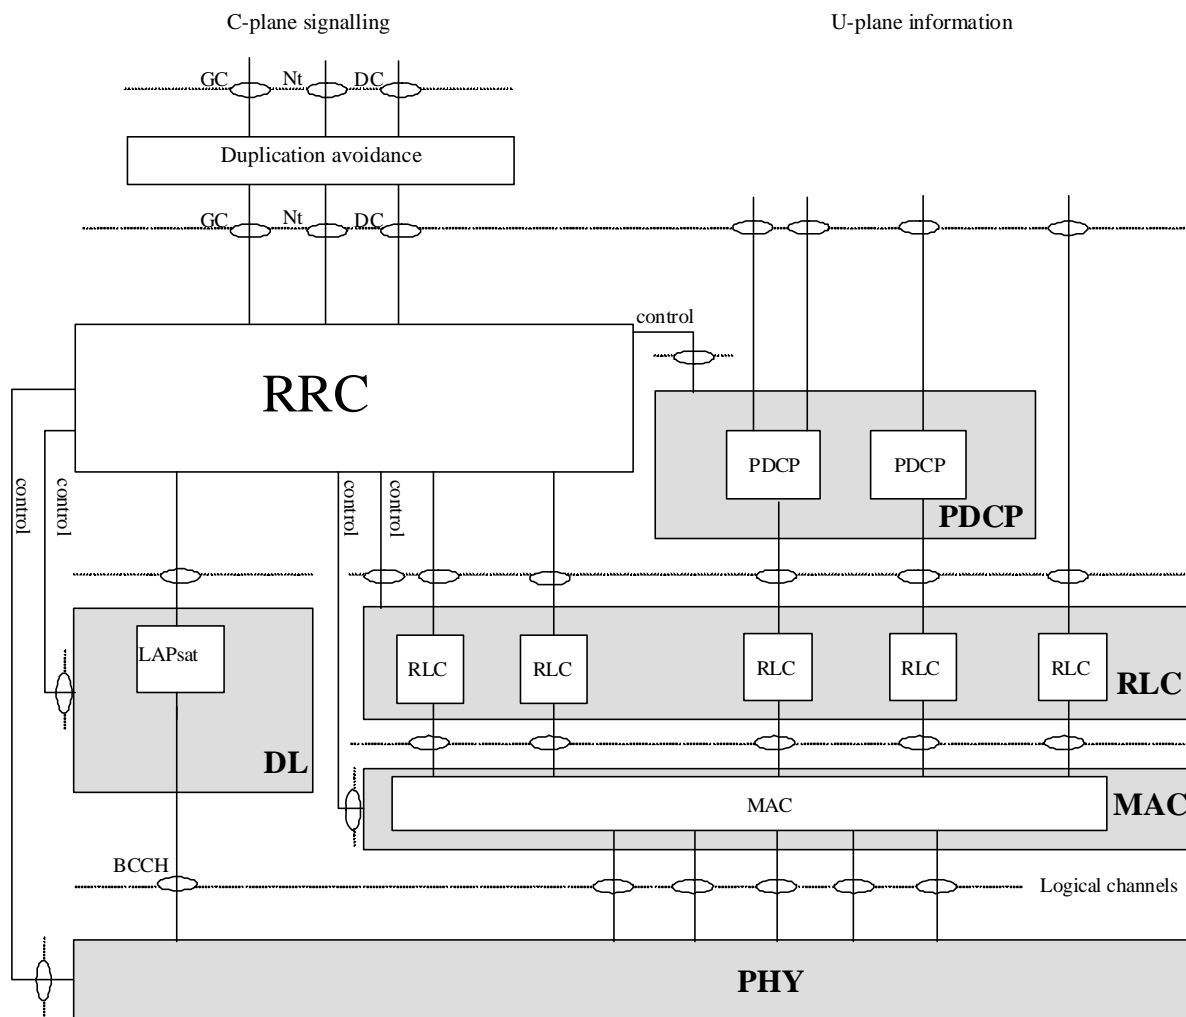 C-plane signalling
U-plane information
GC
Nt
DC
Duplication avoidance
GC
Nt
DC
control
RRC
PDCP
PDCP
PDCP
control
control
control
control
LAPsat
DL
RLC
RLC
RLC
RLC
RLC
RLC
MAC
MAC
BCCH
Logical channels
PHY